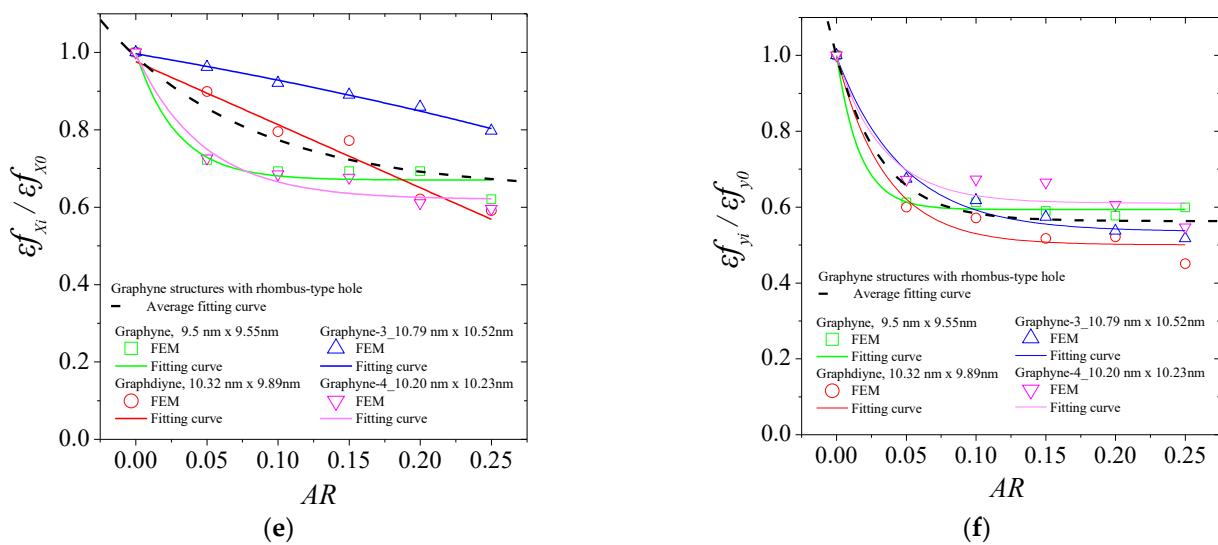 1.0
0.8
0.6
0.4
0.2
0.0
εf_Xi / εf_X0
Graphyne structures with rhombus-type hole
Average fitting curve
Graphyne, 9.5 nm x 9.55nm
FEM
Fitting curve
Graphdiyne, 10.32 nm x 9.89nm
FEM
Fitting curve
Graphyne-3_10.79 nm x 10.52nm
FEM
Fitting curve
Graphyne-4_10.20 nm x 10.23nm
FEM
Fitting curve
0.00 0.05 0.10 0.15 0.20 0.25
AR
(e)
1.0
0.8
0.6
0.4
0.2
0.0
εf_yi / εf_y0
Graphyne structures with rhombus-type hole
Average fitting curve
Graphyne, 9.5 nm x 9.55nm
FEM
Fitting curve
Graphdiyne, 10.32 nm x 9.89nm
FEM
Fitting curve
Graphyne-3_10.79 nm x 10.52nm
FEM
Fitting curve
Graphyne-4_10.20 nm x 10.23nm
FEM
Fitting curve
0.00 0.05 0.10 0.15 0.20 0.25
AR
(f)